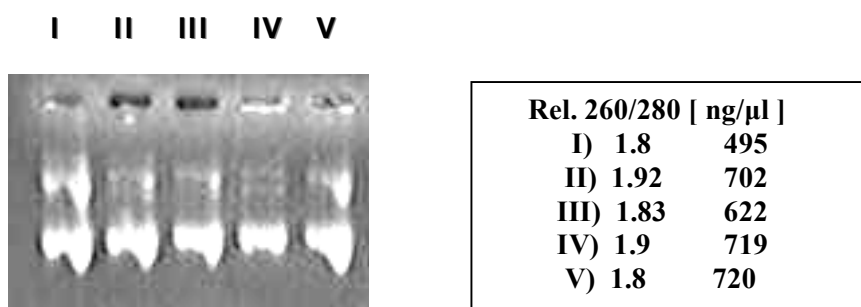 I II III IV V
Rel. 260/280 [ ng/µl ]
I) 1.8 495
II) 1.92 702
III) 1.83 622
IV) 1.9 719
V) 1.8 720